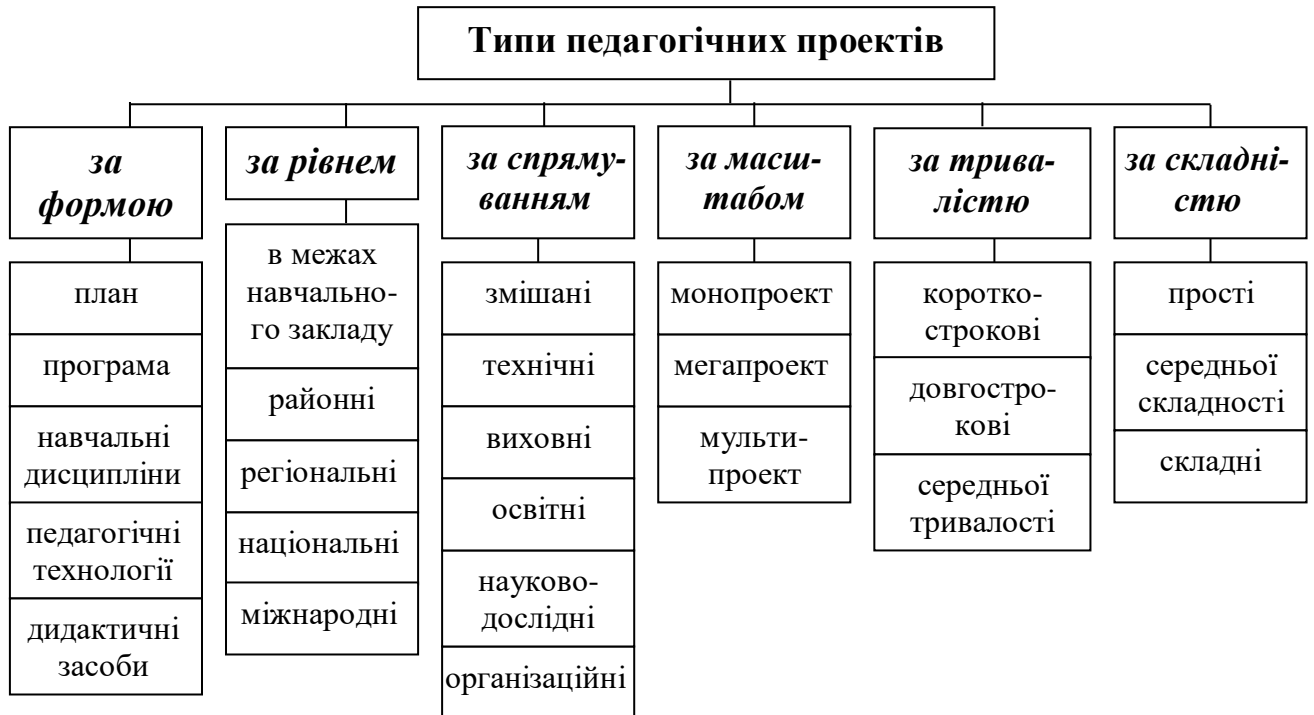 Типи педагогічних проектів
за
формою
план
програма
навчальні
дисципліни
педагогічні
технології
дидактичні
засоби
за рівнем
в межах
навчально-
го закладу
районні
регіональні
національні
міжнародні
за спряму-
ванням
змішані
технічні
виховні
освітні
науково-
дослідні
організаційні
за масш-
табом
монопроект
мегапроект
мульти-
проект
за трива-
лістю
коротко-
строкові
довгостро-
кові
середньої
тривалості
за складні-
стю
прості
середньої
складності
складні